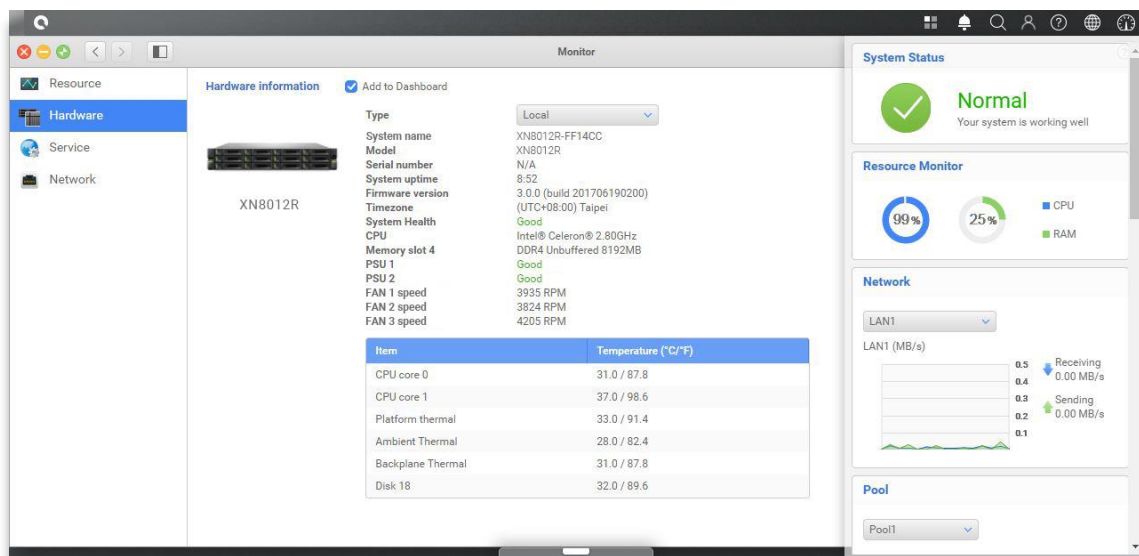 Monitor
Resource
Hardware
Service
Network
Hardware information
Add to Dashboard
XN8012R
Type Local
System name XN8012R-FF14CC
Model XN8012R
Serial number N/A
System uptime 8:52
Firmware version 3.0.0 (build 201706190200)
Timezone (UTC+08:00) Taipei
System Health Good
CPU Intel® Celeron® 2.80GHz
Memory slot 4 DDR4 Unbuffered 8192MB
PSU 1 Good
PSU 2 Good
FAN 1 speed 3935 RPM
FAN 2 speed 3824 RPM
FAN 3 speed 4205 RPM
Item Temperature (°C/°F)
CPU core 0 31.0 / 87.8
CPU core 1 37.0 / 98.6
Platform thermal 33.0 / 91.4
Ambient Thermal 28.0 / 82.4
Backplane Thermal 31.0 / 87.8
Disk 18 32.0 / 89.6
System Status
Normal
Your system is working well
Resource Monitor
99%
25%
CPU
RAM
Network
LAN1
LAN1 (MB/s)
0.5
0.4
0.3
0.2
0.1
Receiving
0.00 MB/s
Sending
0.00 MB/s
Pool
Pool1